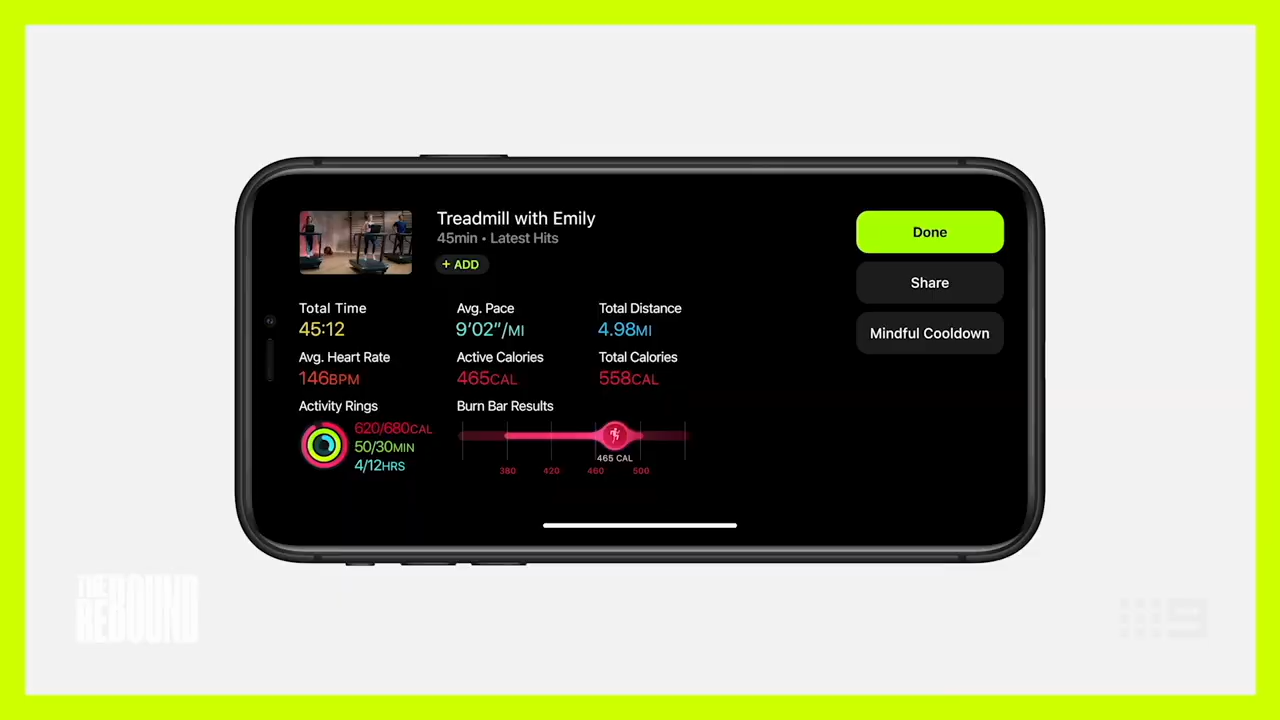 Treadmill with Emily
45min • Latest Hits
+ ADD
Done
Share
Mindful Cooldown
Total Time
45:12
Avg. Pace
9'02"/MI
Total Distance
4.98MI
Avg. Heart Rate
146BPM
Active Calories
465CAL
Total Calories
558CAL
Activity Rings
620/680CAL
50/30MIN
4/12HRS
Burn Bar Results
465 CAL
380 420 460 500
THE
REBOUND
9